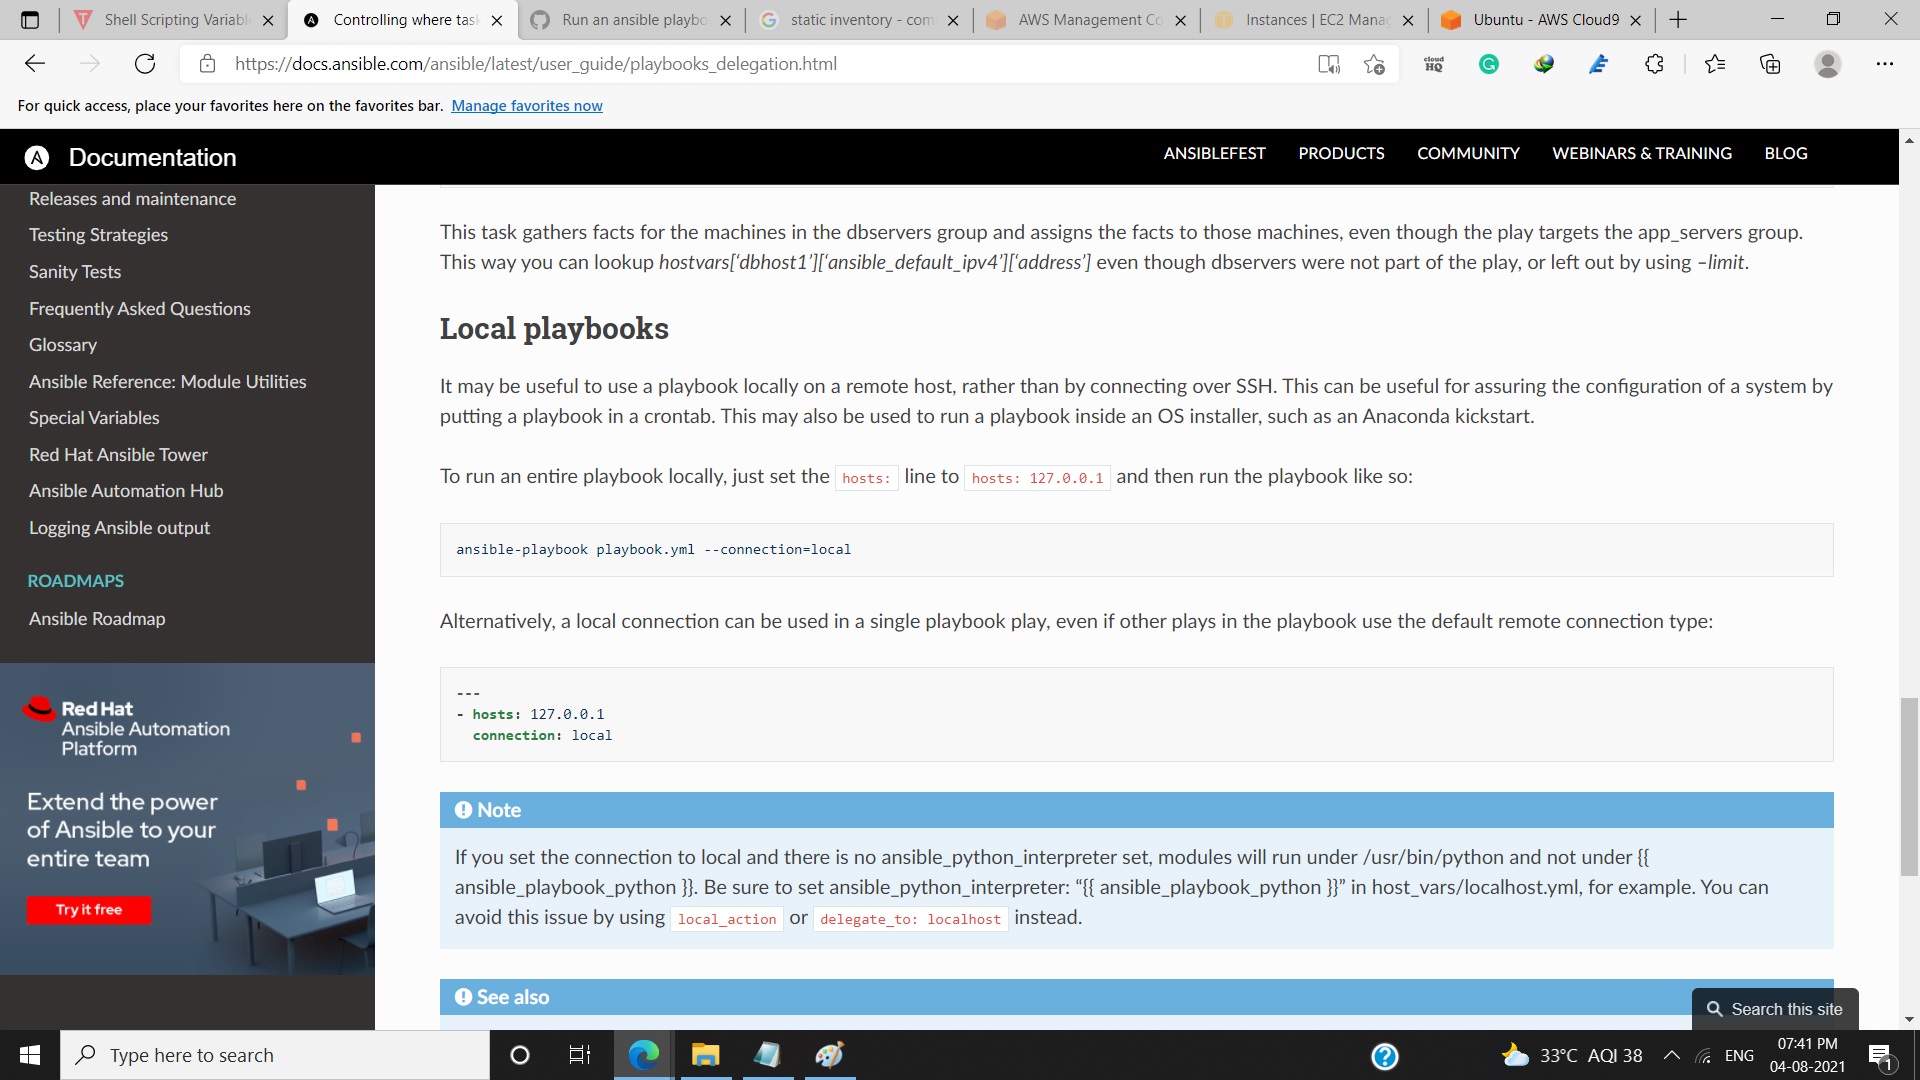 Shell Scripting Variabl
Controlling where task
Run an ansible playbo
static inventory - com
AWS Management Co
Instances | EC2 Manag
Ubuntu - AWS Cloud9
https://docs.ansible.com/ansible/latest/user_guide/playbooks_delegation.html
cloud
HQ
For quick access, place your favorites here on the favorites bar. Manage favorites now
Documentation
ANSIBLEFEST PRODUCTS COMMUNITY WEBINARS & TRAINING BLOG
Releases and maintenance
Testing Strategies
Sanity Tests
Frequently Asked Questions
Glossary
Ansible Reference: Module Utilities
Special Variables
Red Hat Ansible Tower
Ansible Automation Hub
Logging Ansible output
ROADMAPS
Ansible Roadmap
Red Hat
Ansible Automation
Platform
Extend the power
of Ansible to your
entire team
Try it free
This task gathers facts for the machines in the dbservers group and assigns the facts to those machines, even though the play targets the app_servers group.
This way you can lookup hostvars[‘dbhost1’][‘ansible_default_ipv4’][‘address’] even though dbservers were not part of the play, or left out by using –limit.
Local playbooks
It may be useful to use a playbook locally on a remote host, rather than by connecting over SSH. This can be useful for assuring the configuration of a system by
putting a playbook in a crontab. This may also be used to run a playbook inside an OS installer, such as an Anaconda kickstart.
To run an entire playbook locally, just set the hosts: line to hosts: 127.0.0.1 and then run the playbook like so:
ansible-playbook playbook.yml --connection=local
Alternatively, a local connection can be used in a single playbook play, even if other plays in the playbook use the default remote connection type:
---
- hosts: 127.0.0.1
connection: local
Note
If you set the connection to local and there is no ansible_python_interpreter set, modules will run under /usr/bin/python and not under {{
ansible_playbook_python }}. Be sure to set ansible_python_interpreter: “{{ ansible_playbook_python }}” in host_vars/localhost.yml, for example. You can
avoid this issue by using local_action or delegate_to: localhost instead.
See also
Search this site
Type here to search
33°C AQI 38
ENG
07:41 PM
04-08-2021
1